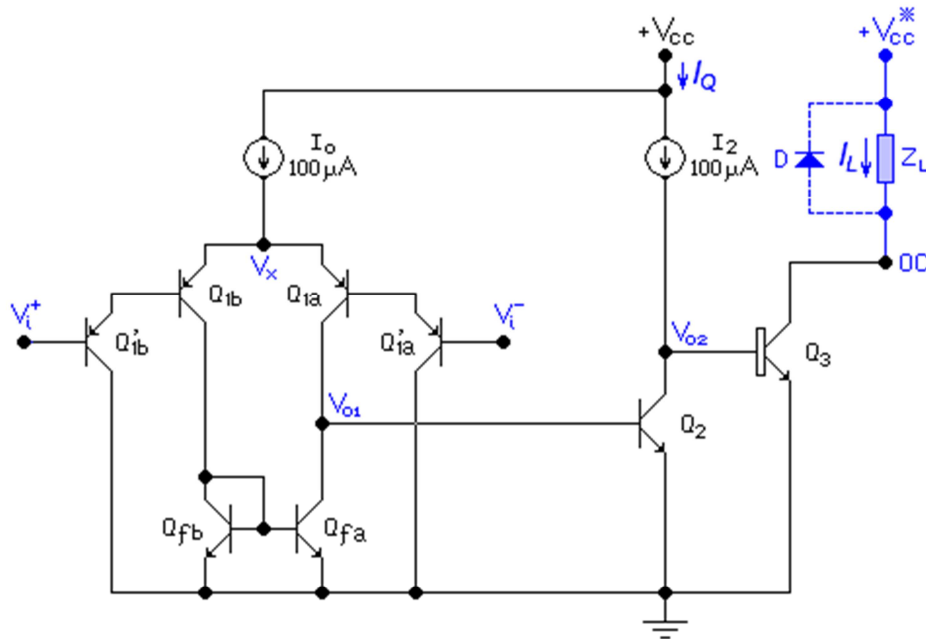 +Vcc
+Vcc※
IQ
Io
100μA
I2
100μA
D
IL
ZL
Vx
OC
Q1b
Q1a
Vi+
Q'1b
Q'1a
Vi-
Vo2
Q3
Vo1
Q2
Qfb
Qfa